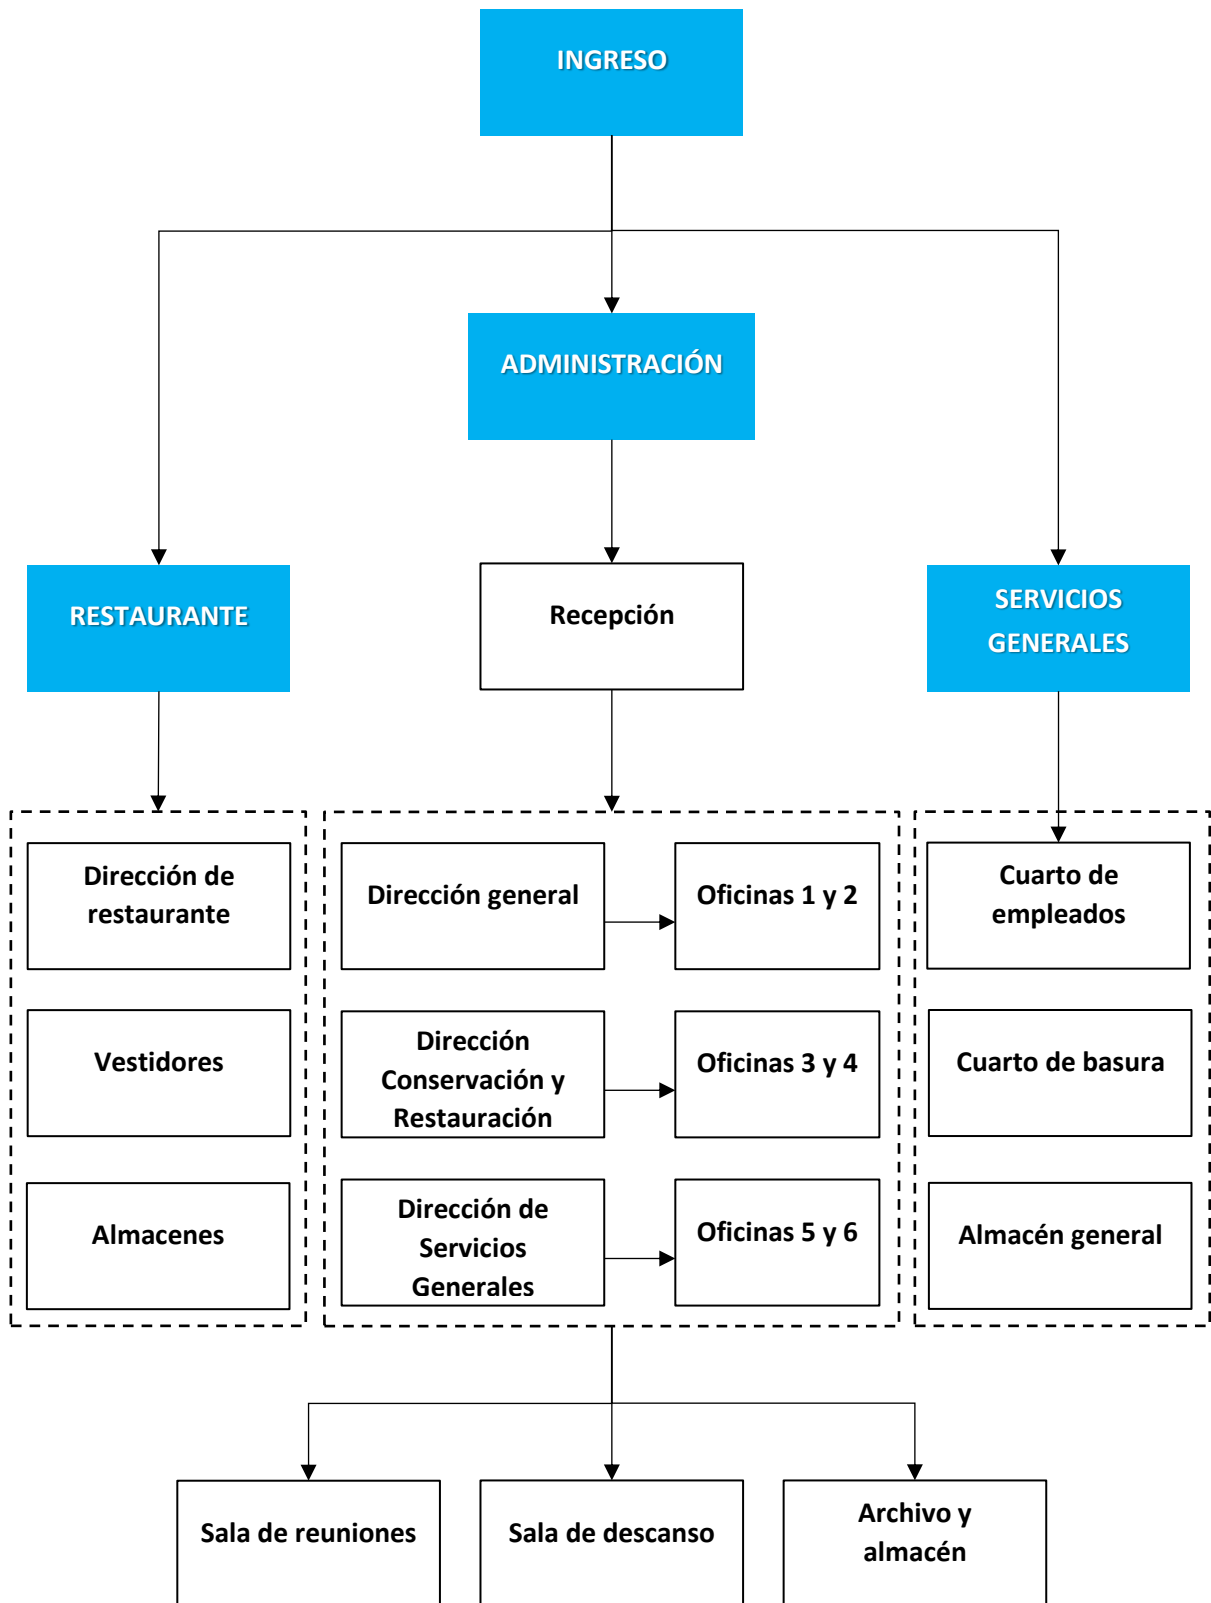 INGRESO
ADMINISTRACIÓN
RESTAURANTE
Recepción
SERVICIOS
GENERALES
Dirección de
restaurante
Vestidores
Almacenes
Dirección general
Oficinas 1 y 2
Dirección
Conservación y
Restauración
Oficinas 3 y 4
Dirección de
Servicios
Generales
Oficinas 5 y 6
Cuarto de
empleados
Cuarto de basura
Almacén general
Sala de reuniones
Sala de descanso
Archivo y
almacén